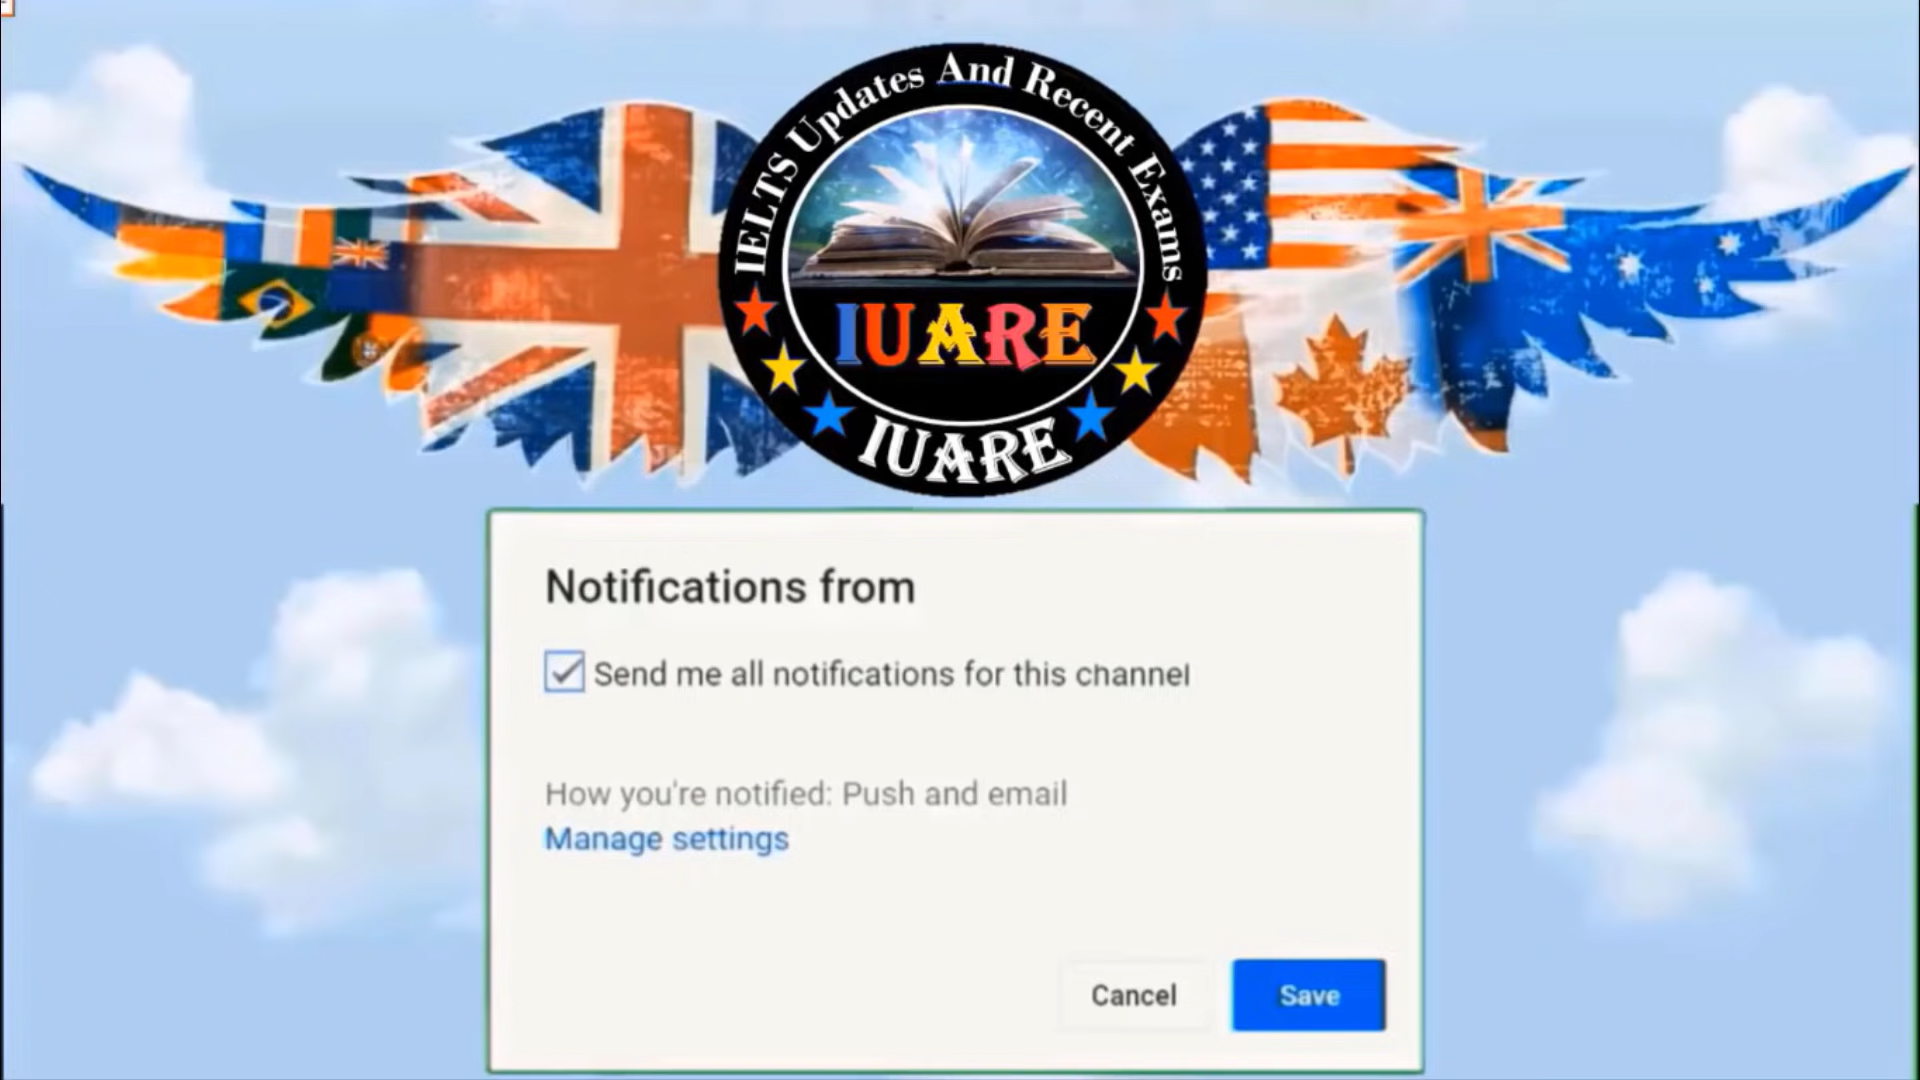 IELTS Updates And Recent Exams
IUARE
IUARE
Notifications from
Send me all notifications for this channel
How you're notified: Push and email
Manage settings
Cancel
Save